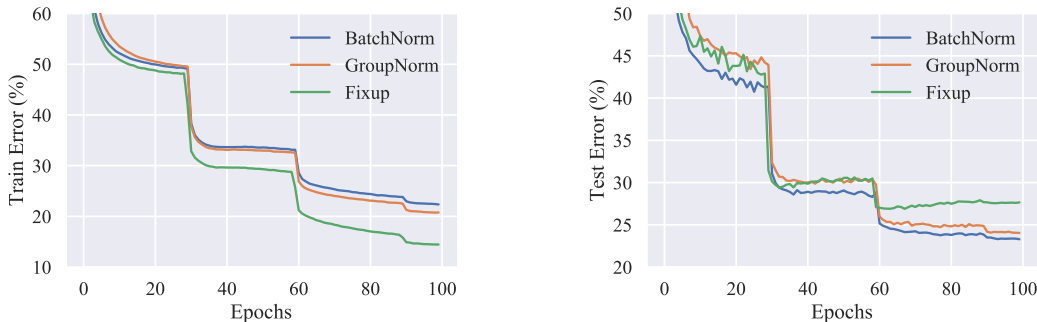 60
50
40
30
20
10
Train Error (%)
BatchNorm
GroupNorm
Fixup
0 20 40 60 80 100
Epochs
50
45
40
35
30
25
20
Test Error (%)
BatchNorm
GroupNorm
Fixup
0 20 40 60 80 100
Epochs